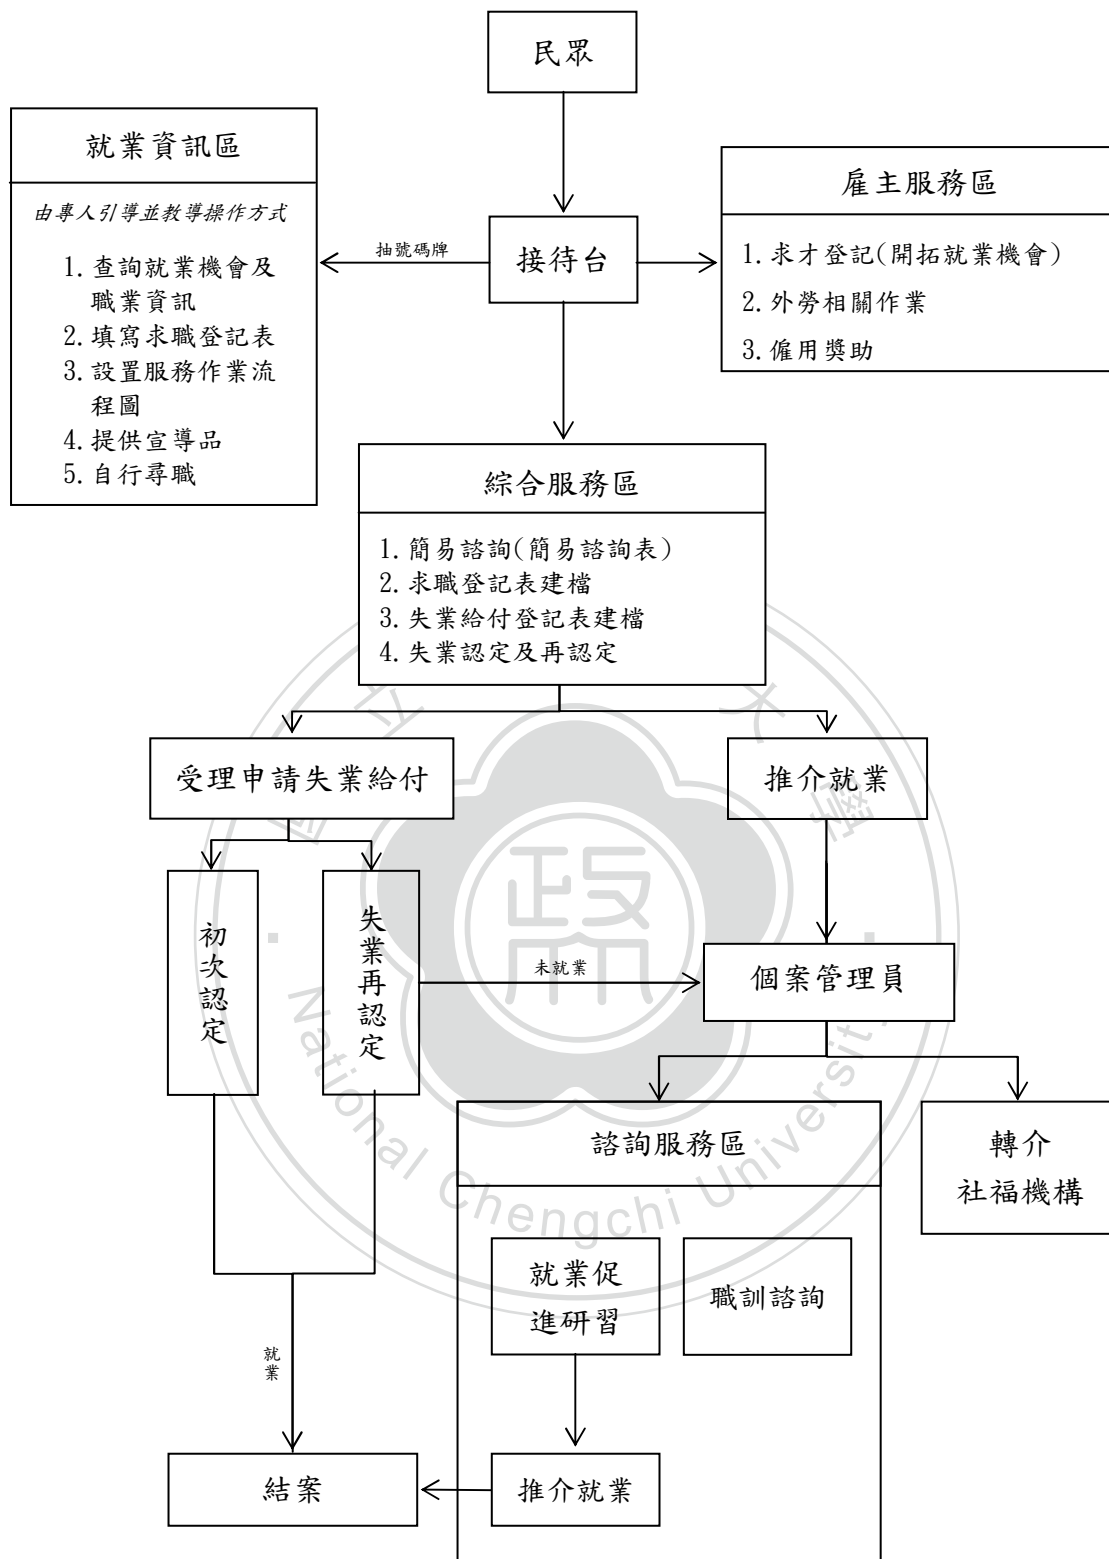 民眾
就業資訊區
由專人引導並教導操作方式
1. 查詢就業機會及
職業資訊
2. 填寫求職登記表
3. 設置服務作業流
程圖
4. 提供宣導品
5. 自行尋職
抽號碼牌
接待台
雇主服務區
1. 求才登記(開拓就業機會)
2. 外勞相關作業
3. 僱用獎助
綜合服務區
1. 簡易諮詢(簡易諮詢表)
2. 求職登記表建檔
3. 失業給付登記表建檔
4. 失業認定及再認定
受理申請失業給付
推介就業
初次認定
失業再認定
未就業
個案管理員
諮詢服務區
轉介
社福機構
就業促
進研習
職訓諮詢
就業
結案
推介就業
立
大
學
政
National Chengchi University